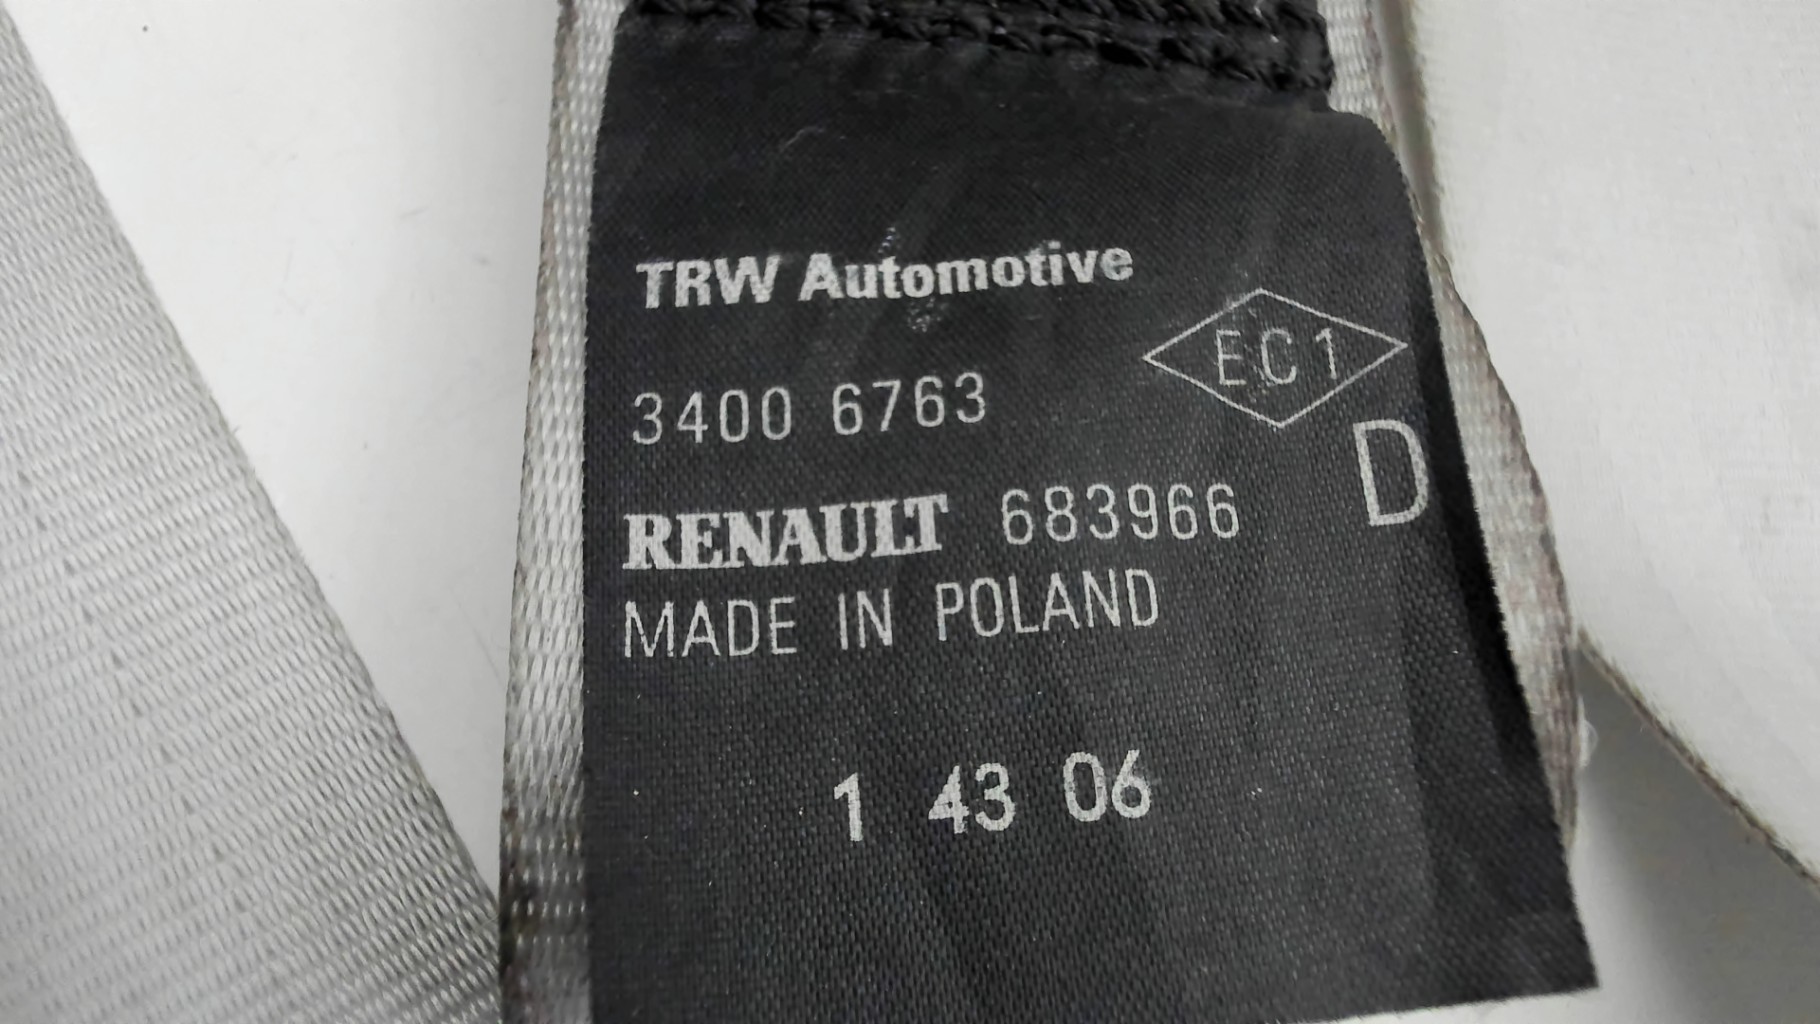 TRW Automotive
EC1
3400 6763
D
RENAULT 683966
MADE IN POLAND
1 43 06